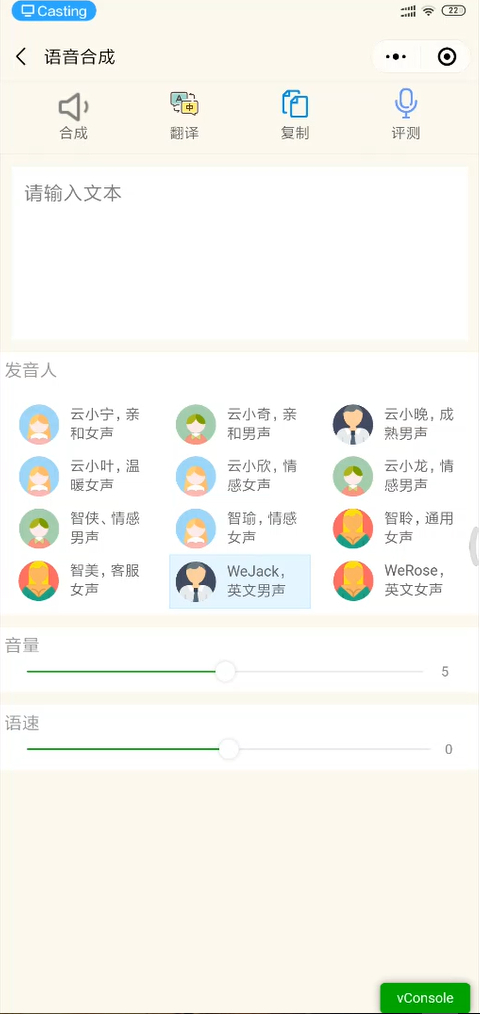 Casting
22
语音合成
合成
翻译
复制
评测
请输入文本
发音人
云小宁，亲
和女声
云小奇，亲
和男声
云小晚，成
熟男声
云小叶，温
暖女声
云小欣，情
感女声
云小龙，情
感男声
智侠、情感
男声
智瑜，情感
女声
智聆，通用
女声
智美，客服
女声
WeJack，
英文男声
WeRose，
英文女声
音量
5
语速
0
vConsole